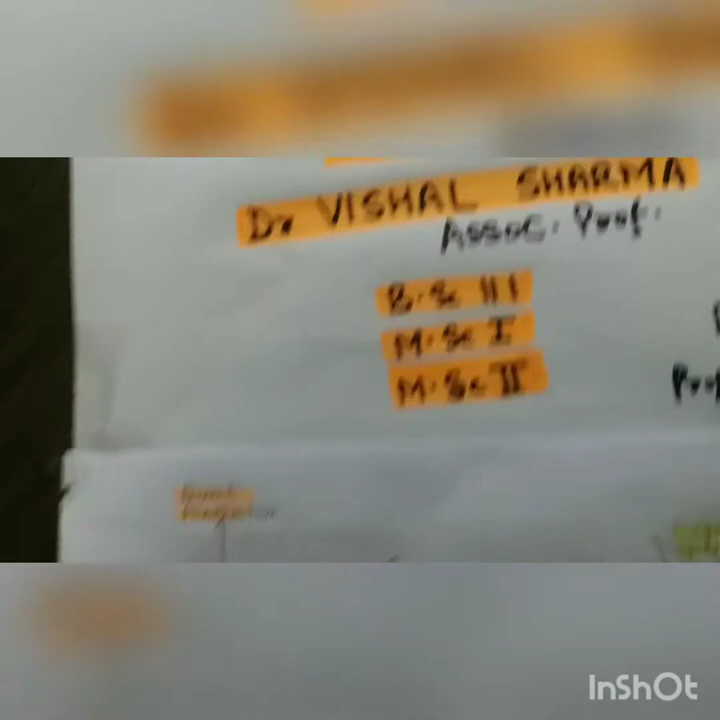 Dr VISHAL SHARMA
Assoc. Prof.
B.Sc III
M.Sc I
M.Sc II
InShOt